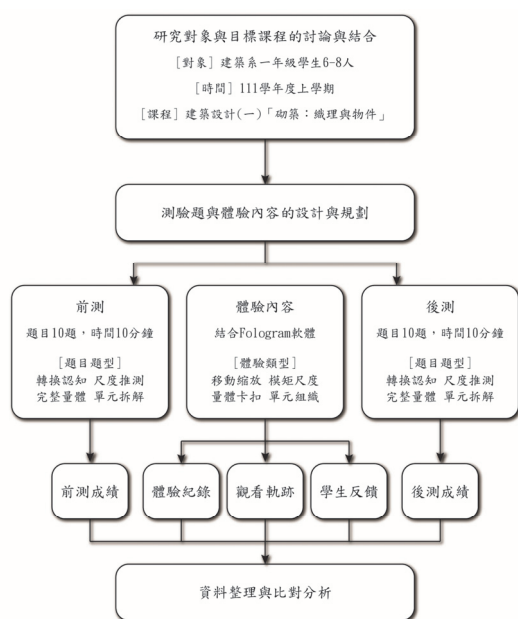 研究對象與目標課程的討論與結合
[對象] 建築系一年級學生6-8人
[時間] 111學年度上學期
[課程] 建築設計(一)「砌築：織理與物件」
測驗題與體驗內容的設計與規劃
前測
題目10題，時間10分鐘
[題目題型]
轉換認知 尺度推測
完整量體 單元拆解
體驗內容
結合Fologram軟體
[體驗類型]
移動縮放 模矩尺度
量體卡扣 單元組織
後測
題目10題，時間10分鐘
[題目題型]
轉換認知 尺度推測
完整量體 單元拆解
前測成績
體驗紀錄
觀看軌跡
學生反饋
後測成績
資料整理與比對分析